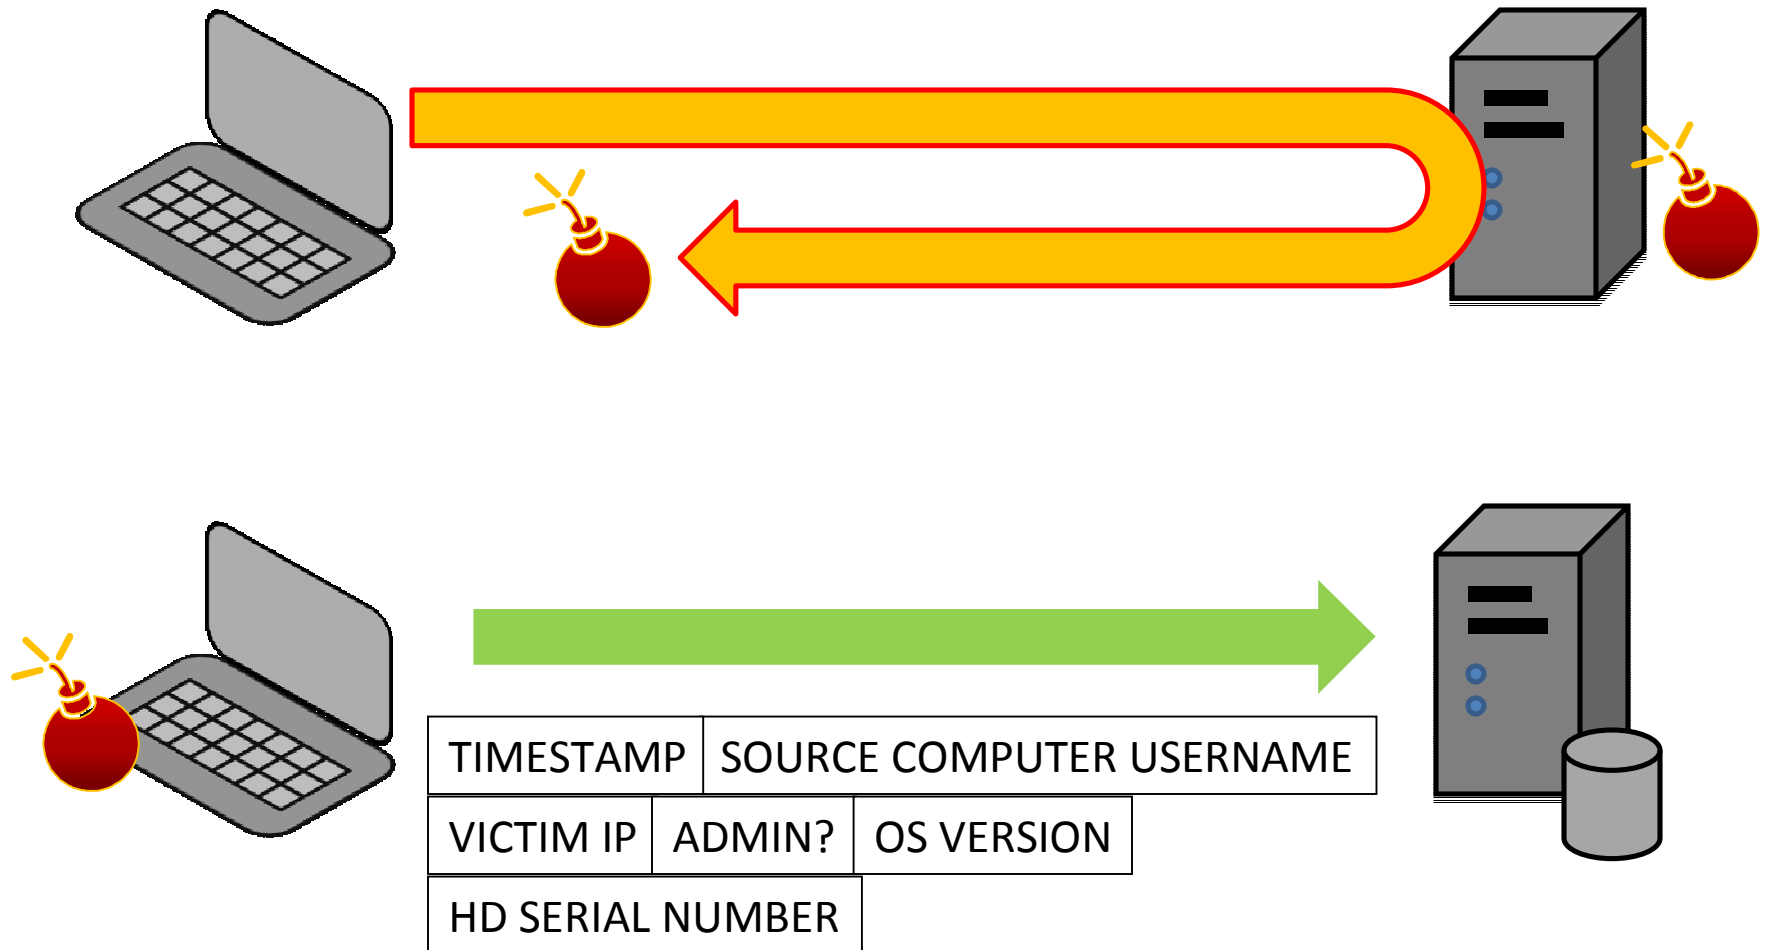 TIMESTAMP SOURCE COMPUTER USERNAME
VICTIM IP ADMIN? OS VERSION
HD SERIAL NUMBER